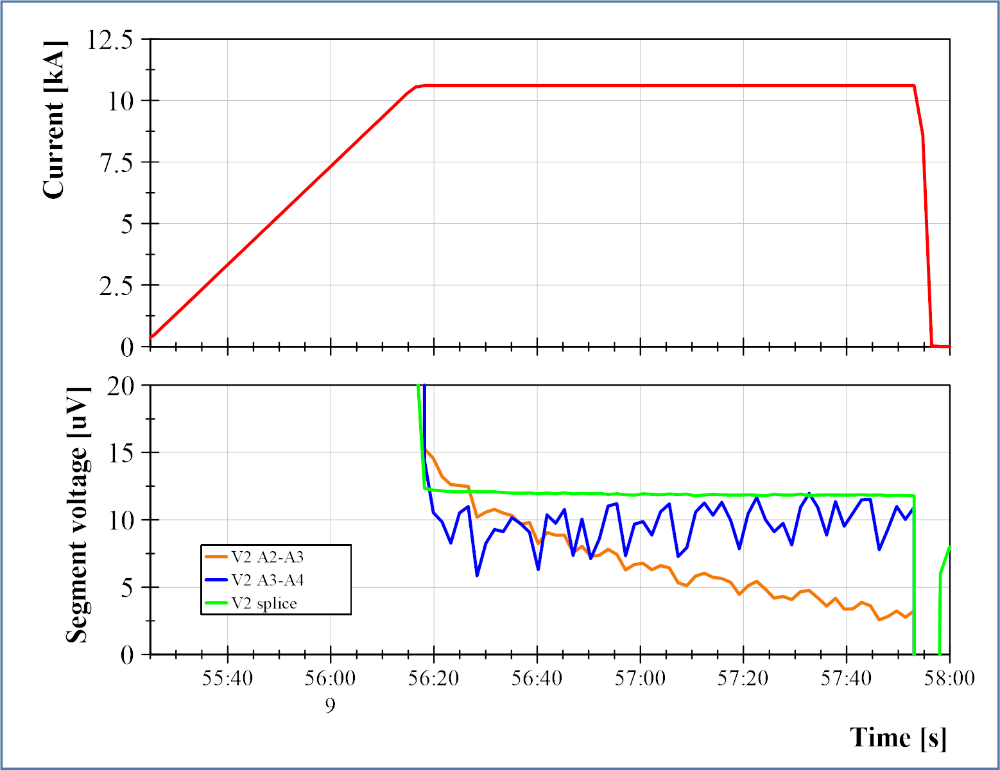 Current [kA]
12.5
10
7.5
5
2.5
0
Segment voltage [uV]
20
15
10
5
0
V2 A2-A3
V2 A3-A4
V2 splice
55:40 56:00 56:20 56:40 57:00 57:20 57:40 58:00
9
Time [s]